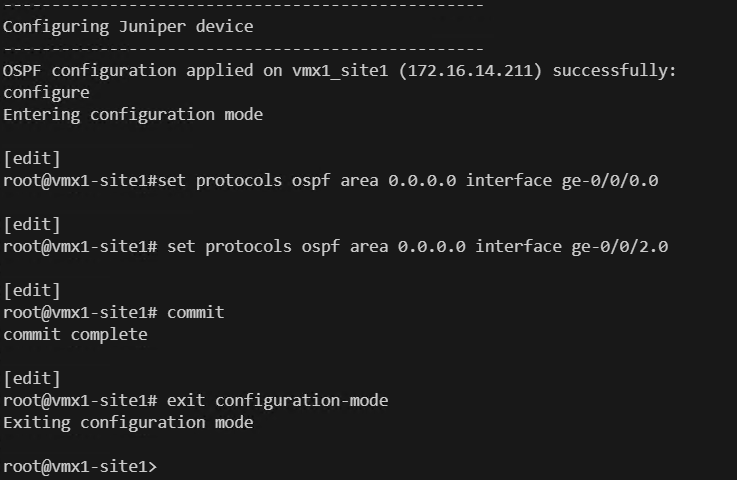 --------------------------------------------------
Configuring Juniper device
--------------------------------------------------
OSPF configuration applied on vmx1_site1 (172.16.14.211) successfully:
configure
Entering configuration mode
[edit]
root@vmx1-site1#set protocols ospf area 0.0.0.0 interface ge-0/0/0.0
[edit]
root@vmx1-site1# set protocols ospf area 0.0.0.0 interface ge-0/0/2.0
[edit]
root@vmx1-site1# commit
commit complete
[edit]
root@vmx1-site1# exit configuration-mode
Exiting configuration mode
root@vmx1-site1>